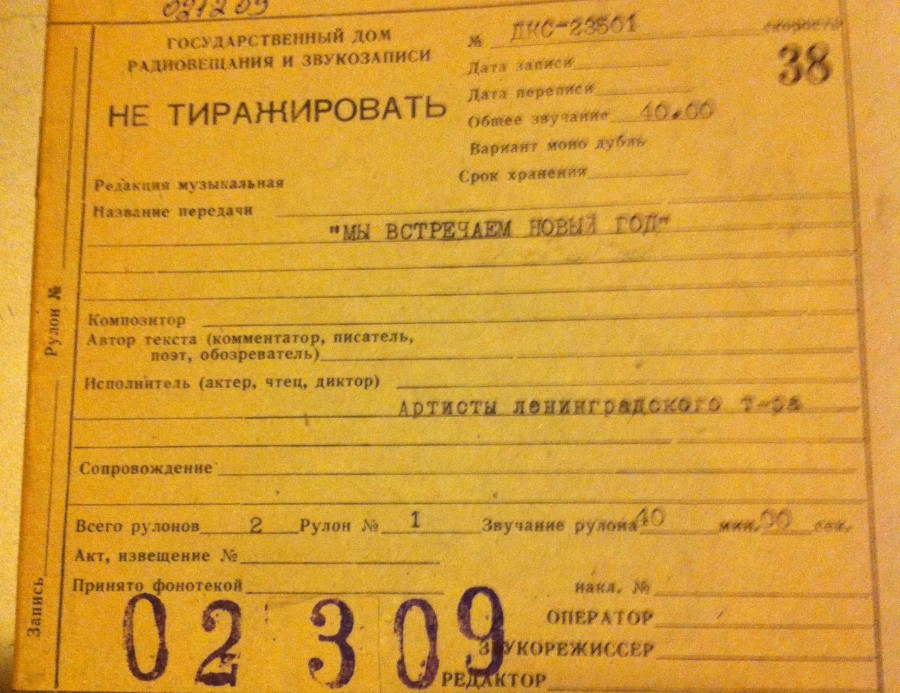 ГОСУДАРСТВЕННЫЙ ДОМ
РАДИОВЕЩАНИЯ И ЗВУКОЗАПИСИ
НЕ ТИРАЖИРОВАТЬ
№ ДКС-23501
скорость
38
Дата записи
Дата переписи
Общее звучание 40.00
Вариант моно дубль
Срок хранения
Редакция музыкальная
Название передачи
"МЫ ВСТРЕЧАЕМ НОВЫЙ ГОД"
Композитор
Автор текста (комментатор, писатель,
поэт, обозреватель)
Исполнитель (актер, чтец, диктор)
Артисты ленинградского т-ра
Сопровождение
Всего рулонов 2 Рулон № 1 Звучание рулона 40 мин. 00 сек.
Акт, извещение №
Принято фонотекой накл. №
02309
ОПЕРАТОР
ЗВУКОРЕЖИССЕР
РЕДАКТОР
Рулон №
Запись